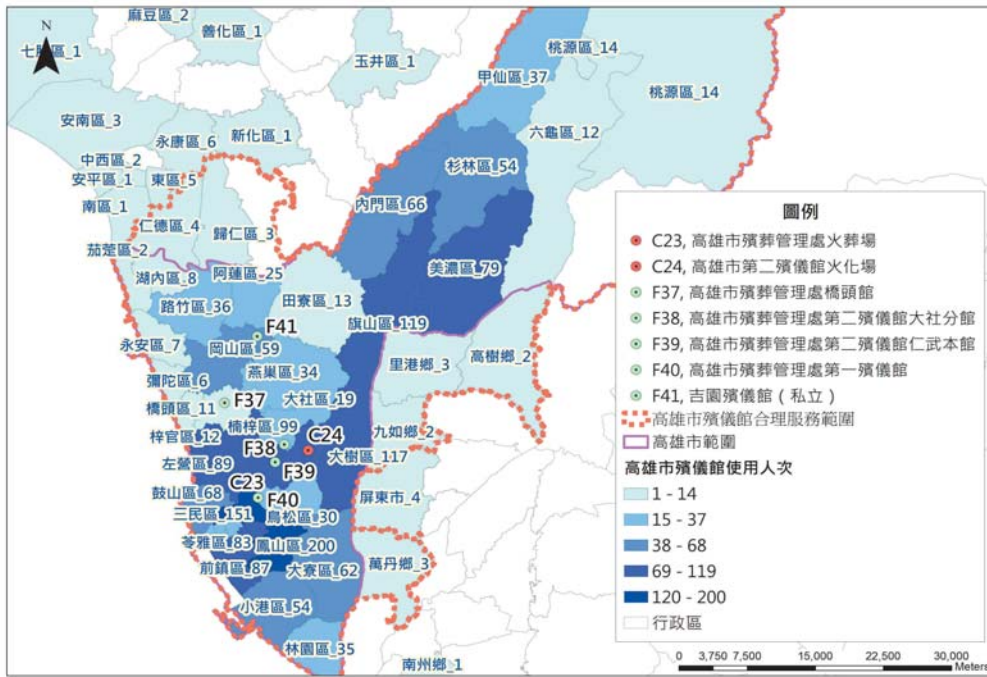 麻豆區_2
善化區_1
七股區_1
N
玉井區_1
桃源區_14
甲仙區_37
桃源區_14
安南區_3
永康區_6
新化區_1
六龜區_12
中西區_2
杉林區_54
安平區_1
東區_5
南區_1
內門區_66
仁德區_4
歸仁區_3
茄萣區_2
美濃區_79
湖內區_8
阿蓮區_25
路竹區_36
田寮區_13
旗山區_119
F41
永安區_7
岡山區_59
里港鄉_3
高樹鄉_2
彌陀區_6
燕巢區_34
橋頭區_11
F37
大社區_19
梓官區_12
楠梓區_99
C24
九如鄉_2
F38
大樹區_117
左營區_89
F39
鼓山區_68
C23
F40
屏東市_4
三民區_151
鳥松區_30
苓雅區_83
鳳山區_200
萬丹鄉_3
前鎮區_87
大寮區_62
小港區_54
林園區_35
南州鄉_1
圖例
C23, 高雄市殯葬管理處火葬場
C24, 高雄市第二殯儀館火化場
F37, 高雄市殯葬管理處橋頭館
F38, 高雄市殯葬管理處第二殯儀館大社分館
F39, 高雄市殯葬管理處第二殯儀館仁武本館
F40, 高雄市殯葬管理處第一殯儀館
F41, 吉園殯儀館（私立）
高雄市殯儀館合理服務範圍
高雄市範圍
高雄市殯儀館使用人次
1 - 14
15 - 37
38 - 68
69 - 119
120 - 200
行政區
0 3,750 7,500 15,000 22,500 30,000
Meters